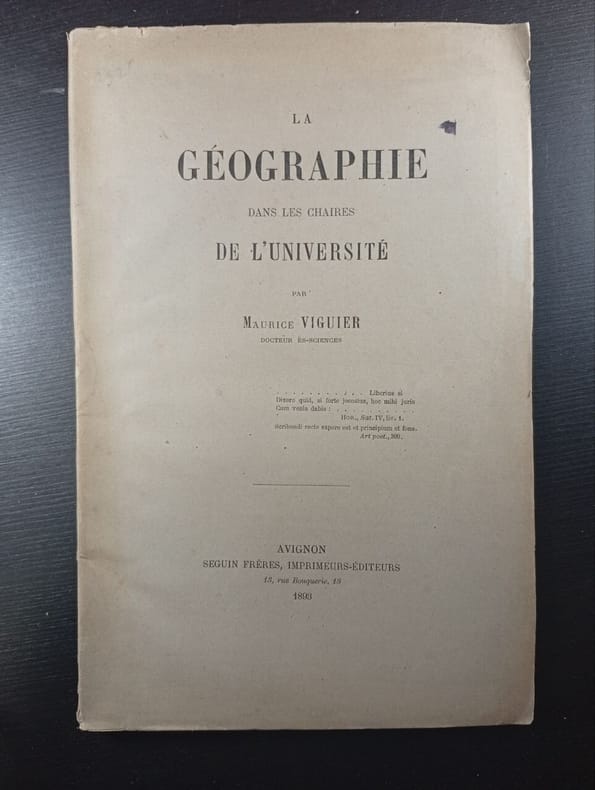 LA
GÉOGRAPHIE
DANS LES CHAIRES
DE L'UNIVERSITÉ
PAR
MAURICE VIGUIER
DOCTEUR ÈS-SCIENCES
. . . . . . . . . . . . . Liberius si
Dixero quid, si forte jocosius, hoc mihi juris
Cum venia dabis : . . . . . . . . . .
HOR., Sat. IV, liv. 1.
Scribendi recte sapere est et principium et fons.
Art poet., 309.
AVIGNON
SEGUIN FRÈRES, IMPRIMEURS-ÉDITEURS
13, rue Bouquerie, 13
1893